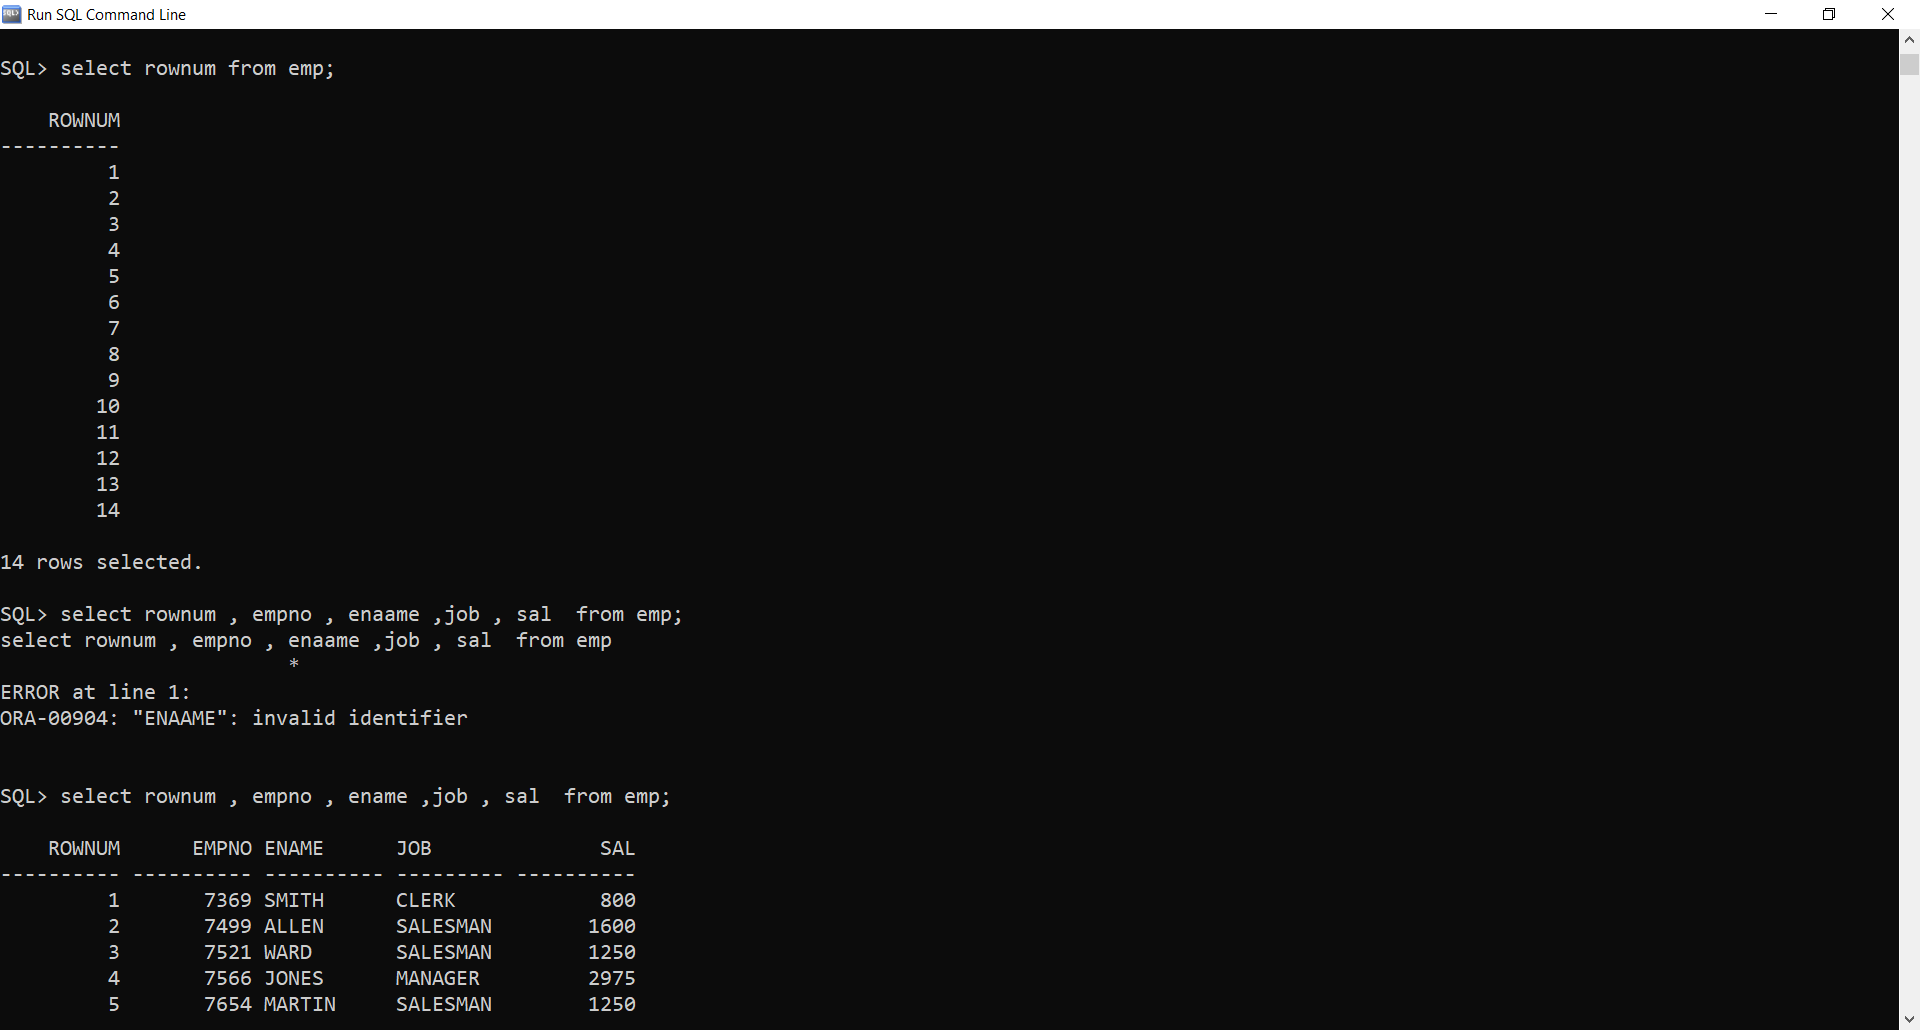 Run SQL Command Line
SQL> select rownum from emp;
    ROWNUM
----------
         1
         2
         3
         4
         5
         6
         7
         8
         9
        10
        11
        12
        13
        14
14 rows selected.
SQL> select rownum , empno , enaame ,job , sal  from emp;
select rownum , empno , enaame ,job , sal  from emp
                        *
ERROR at line 1:
ORA-00904: "ENAAME": invalid identifier
SQL> select rownum , empno , ename ,job , sal  from emp;
    ROWNUM      EMPNO ENAME      JOB              SAL
---------- ---------- ---------- --------- ----------
         1       7369 SMITH      CLERK            800
         2       7499 ALLEN      SALESMAN        1600
         3       7521 WARD       SALESMAN        1250
         4       7566 JONES      MANAGER         2975
         5       7654 MARTIN     SALESMAN        1250